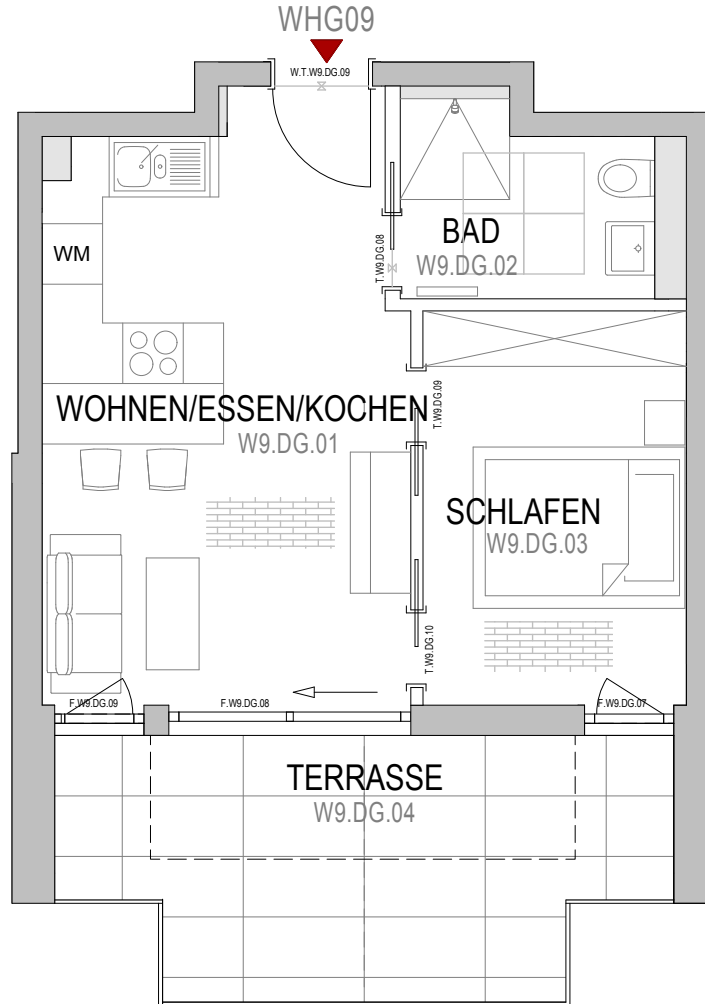 WHG09
W.T.W9.DG.09
WM
T.W9.DG.08
BAD
W9.DG.02
WOHNEN/ESSEN/KOCHEN
W9.DG.01
T.W9.DG.09
SCHLAFEN
W9.DG.03
T.W9.DG.10
F.W9.DG.09
F.W9.DG.08
F.W9.DG.07
TERRASSE
W9.DG.04